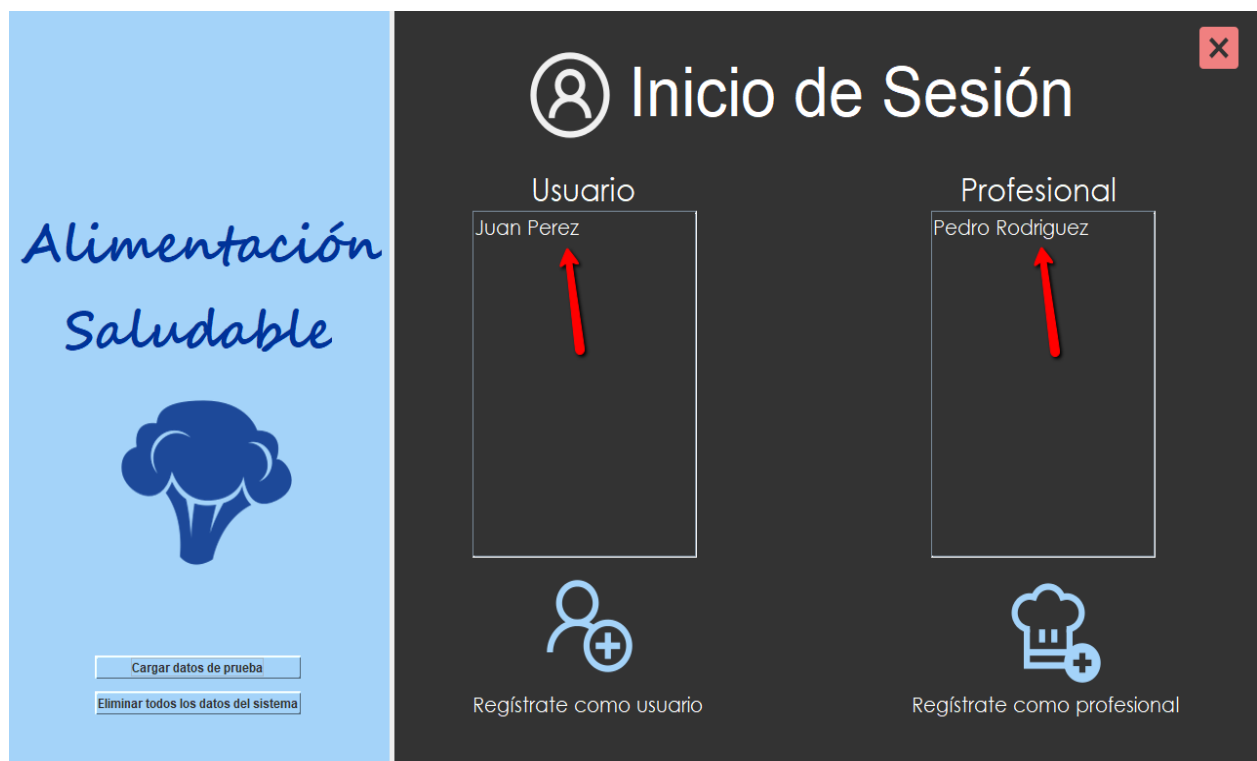 Alimentación
Saludable
Cargar datos de prueba
Eliminar todos los datos del sistema
Inicio de Sesión
Usuario
Juan Perez
Regístrate como usuario
Profesional
Pedro Rodriguez
Regístrate como profesional